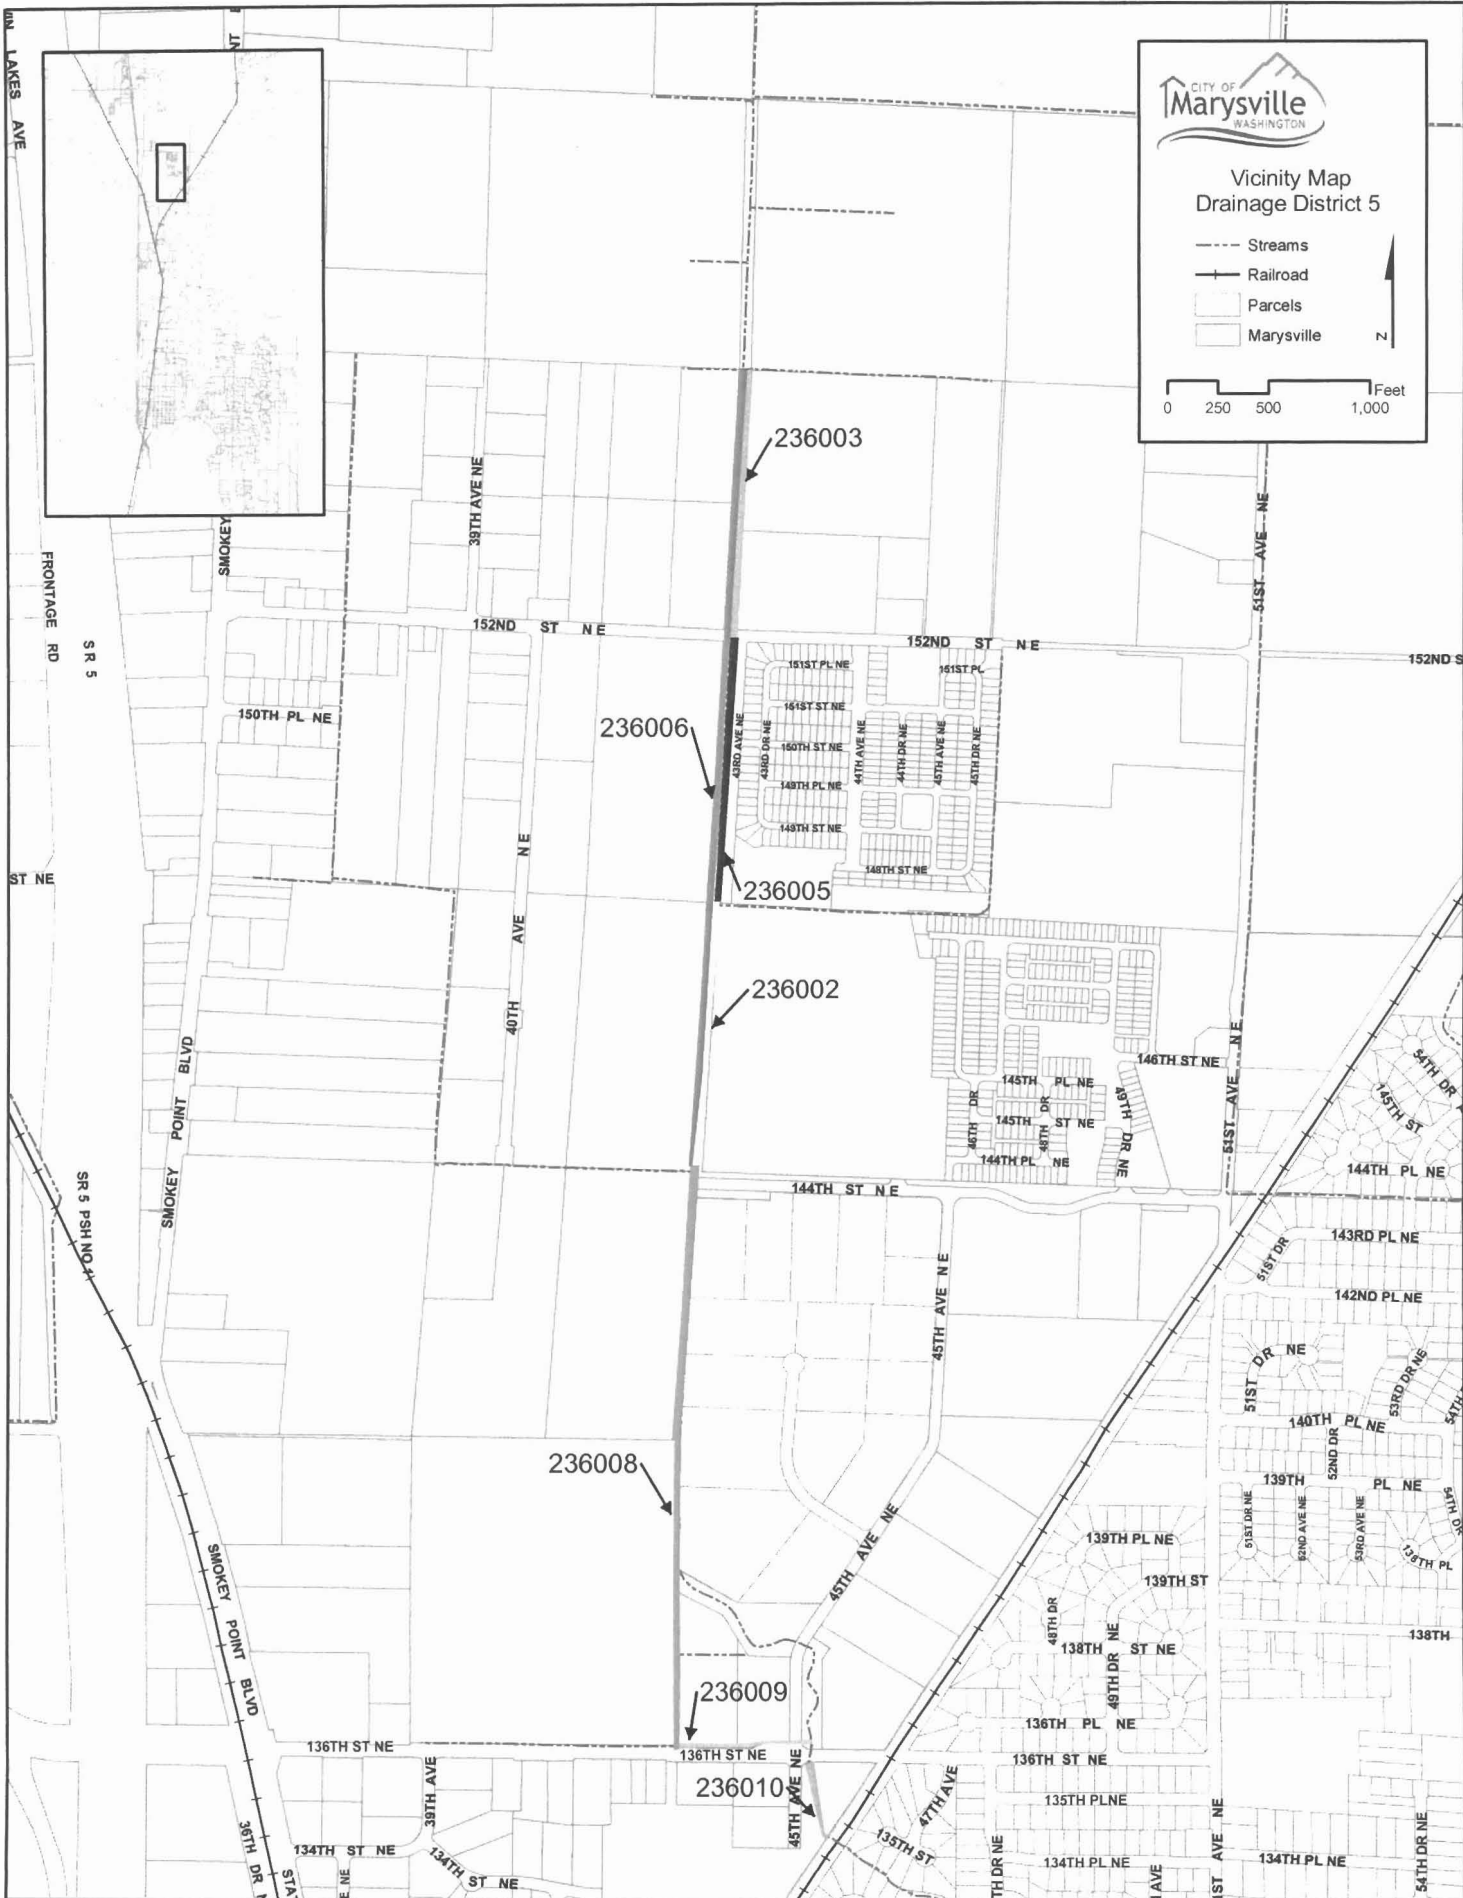 LAKES AVE
CITY OF
Marysville
WASHINGTON
Vicinity Map
Drainage District 5
Streams
Railroad
Parcels
Marysville
Z
Feet
0 250 500 1,000
236003
39TH AVE NE
SMOKEY
FRONTAGE RD
SR 5
51ST AVE NE
152ND ST NE
152ND ST NE
152ND S
151ST PL NE
151ST PL
150TH PL NE
151ST ST NE
236006
43RD AVE NE
43RD DR NE
150TH ST NE
44TH AVE NE
44TH DR NE
45TH AVE NE
45TH DR NE
149TH PL NE
149TH ST NE
148TH ST NE
ST NE
236005
40TH AVE NE
236002
SMOKEY POINT BLVD
146TH ST NE
51ST AVE NE
54TH DR
145TH ST
145TH PL NE
46TH DR
48TH DR
145TH ST NE
49TH DR NE
144TH PL NE
144TH PL NE
144TH ST NE
SR 5 PSH NO 1
143RD PL NE
51ST DR
142ND PL NE
45TH AVE NE
51ST DR NE
53RD DR NE
54TH
140TH PL NE
52ND DR
236008
139TH PL NE
51ST DR NE
52ND AVE NE
53RD AVE NE
54TH DR
138TH PL
45TH AVE NE
139TH PL NE
139TH ST
SMOKEY POINT BLVD
48TH DR
138TH ST NE
138TH
49TH DR NE
236009
136TH PL NE
136TH ST NE
136TH ST NE
136TH ST NE
236010
45TH AVE NE
39TH AVE
47TH AVE
135TH PL NE
135TH ST
36TH DR
134TH ST NE
134TH ST NE
STA
E NE
TH DR NE
134TH PL NE
AVE
1ST AVE NE
134TH PL NE
54TH DR NE